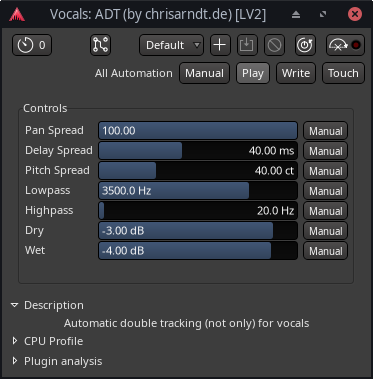 Vocals: ADT (by chrisarndt.de) [LV2]
0 Default
All Automation Manual Play Write Touch
Controls
Pan Spread 100.00 Manual
Delay Spread 40.00 ms Manual
Pitch Spread 40.00 ct Manual
Lowpass 3500.0 Hz Manual
Highpass 20.0 Hz Manual
Dry -3.00 dB Manual
Wet -4.00 dB Manual
Description
Automatic double tracking (not only) for vocals
CPU Profile
Plugin analysis